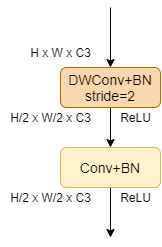 H x W x C3
DWConv+BN
stride=2
H/2 x W/2 x C3 ReLU
Conv+BN
H/2 x W/2 x C3 ReLU